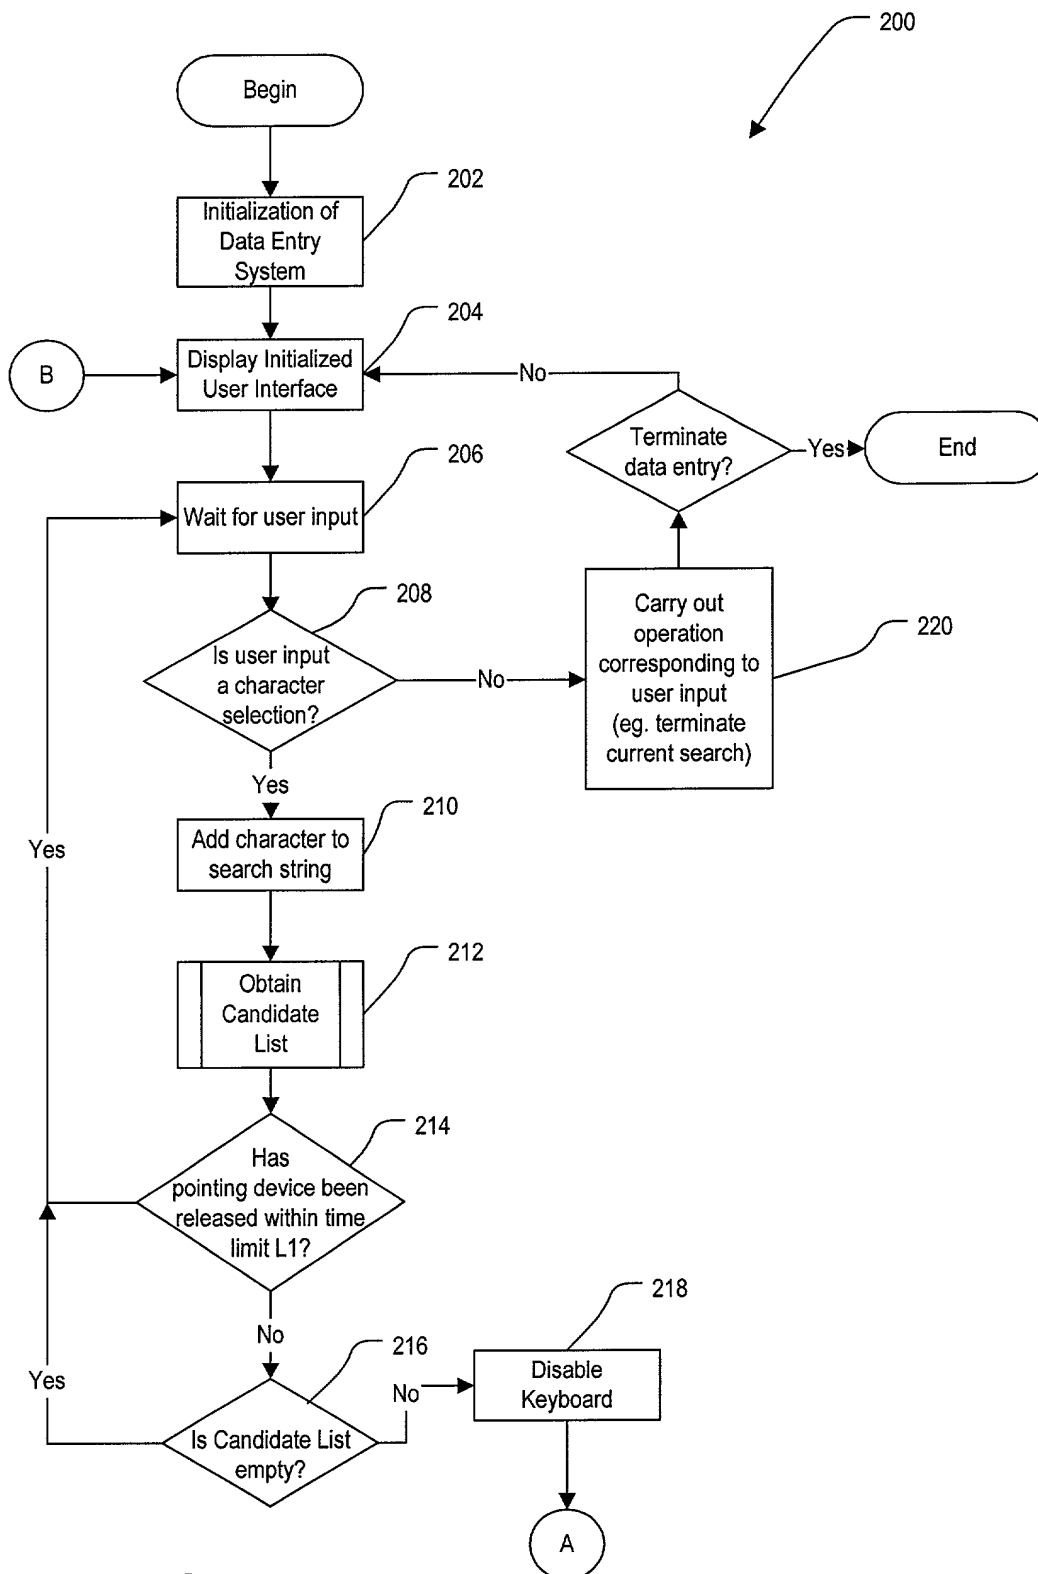 200
Begin
202
Initialization of
Data Entry
System
204
B
Display Initialized
User Interface
No
Terminate
data entry?
Yes
End
206
Wait for user input
208
Is user input
a character
selection?
No
Carry out
operation
corresponding to
user input
(eg. terminate
current search)
220
Yes
210
Add character to
search string
Yes
212
Obtain
Candidate
List
214
Has
pointing device been
released within time
limit L1?
No
216
218
Disable
Keyboard
Yes
No
Is Candidate List
empty?
A